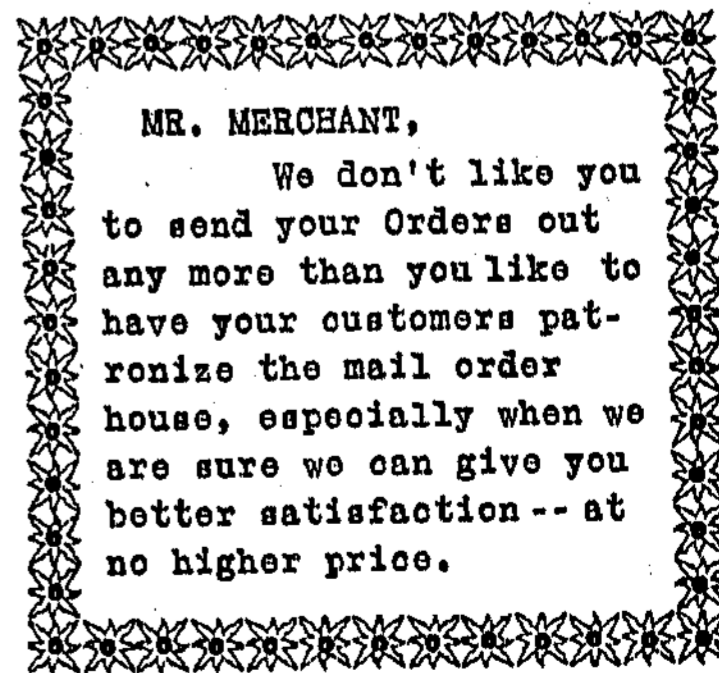 MR. MERCHANT,
We don't like you
to send your Orders out
any more than you like to
have your customers pat-
ronize the mail order
house, especially when we
are sure we can give you
better satisfaction -- at
no higher price.